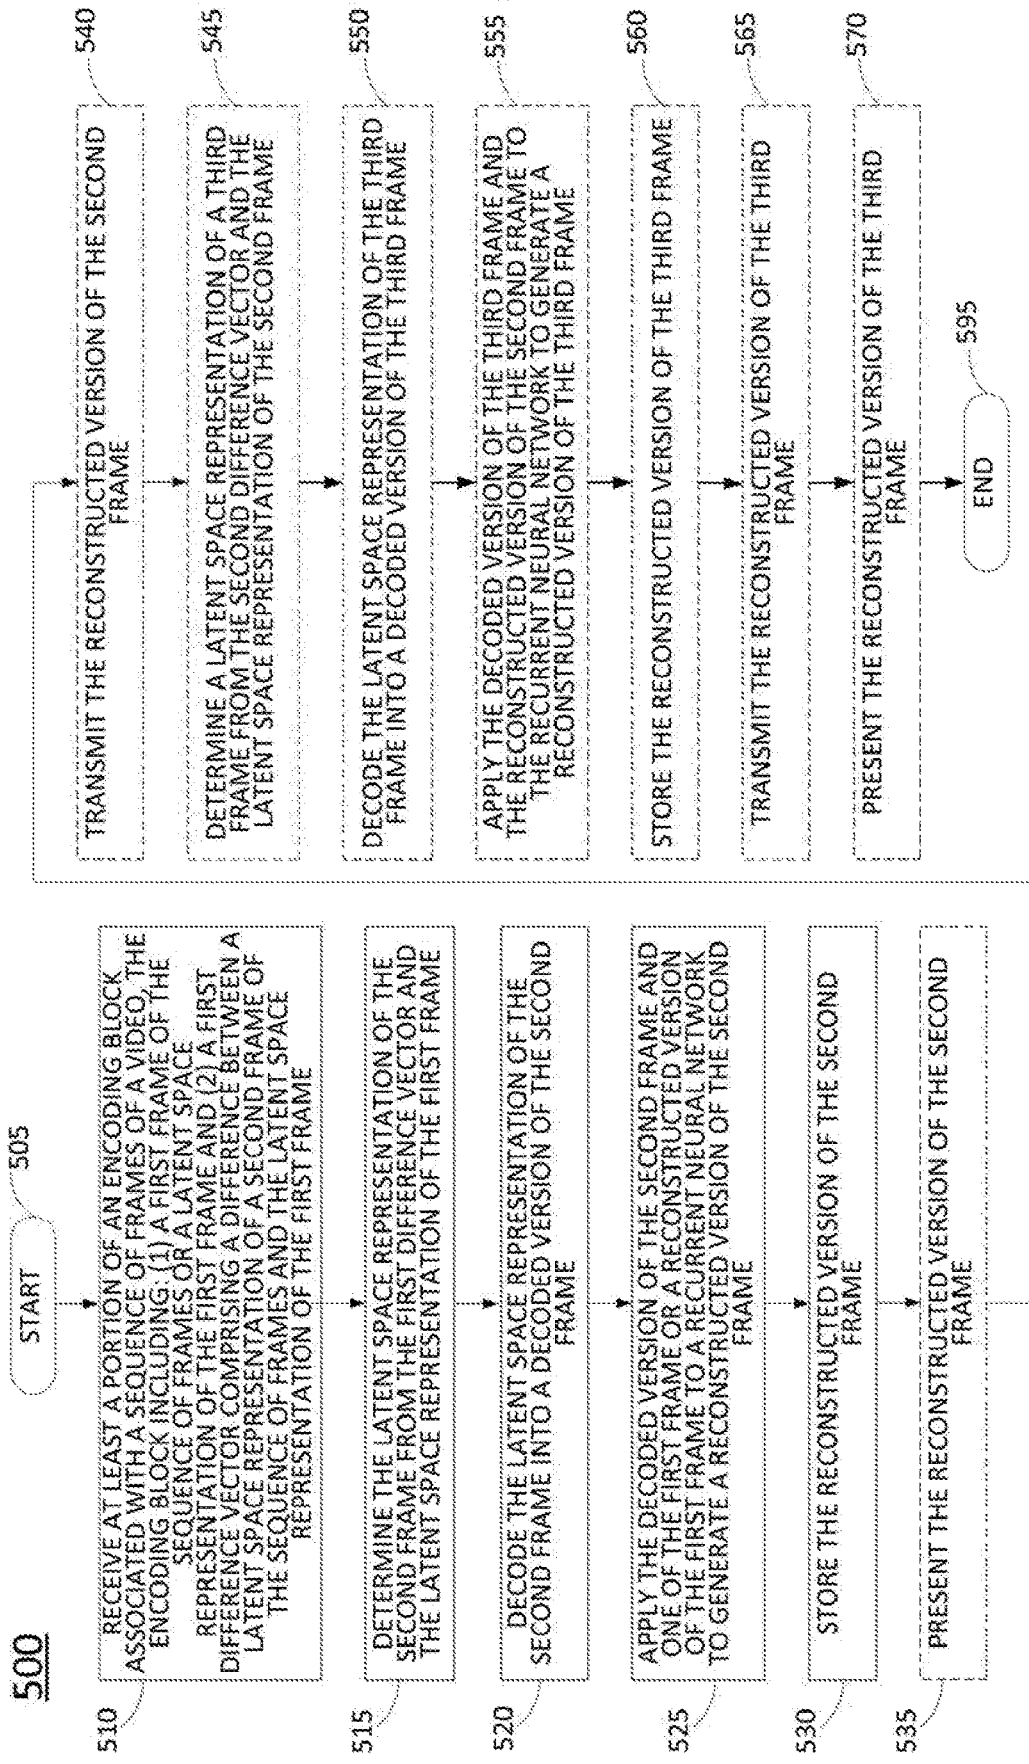 500
START
505
RECEIVE AT LEAST A PORTION OF AN ENCODING BLOCK
ASSOCIATED WITH A SEQUENCE OF FRAMES OF A VIDEO, THE
ENCODING BLOCK INCLUDING: (1) A FIRST FRAME OF THE
SEQUENCE OF FRAMES OR A LATENT SPACE
REPRESENTATION OF THE FIRST FRAME AND (2) A FIRST
DIFFERENCE VECTOR COMPRISING A DIFFERENCE BETWEEN A
LATENT SPACE REPRESENTATION OF A SECOND FRAME OF
THE SEQUENCE OF FRAMES AND THE LATENT SPACE
REPRESENTATION OF THE FIRST FRAME
510
DETERMINE THE LATENT SPACE REPRESENTATION OF THE
SECOND FRAME FROM THE FIRST DIFFERENCE VECTOR AND
THE LATENT SPACE REPRESENTATION OF THE FIRST FRAME
515
DECODE THE LATENT SPACE REPRESENTATION OF THE
SECOND FRAME INTO A DECODED VERSION OF THE SECOND
FRAME
520
APPLY THE DECODED VERSION OF THE SECOND FRAME AND
ONE OF THE FIRST FRAME OR A RECONSTRUCTED VERSION
OF THE FIRST FRAME TO A RECURRENT NEURAL NETWORK
TO GENERATE A RECONSTRUCTED VERSION OF THE SECOND
FRAME
525
STORE THE RECONSTRUCTED VERSION OF THE SECOND
FRAME
530
PRESENT THE RECONSTRUCTED VERSION OF THE SECOND
FRAME
535
TRANSMIT THE RECONSTRUCTED VERSION OF THE SECOND
FRAME
540
DETERMINE A LATENT SPACE REPRESENTATION OF A THIRD
FRAME FROM THE SECOND DIFFERENCE VECTOR AND THE
LATENT SPACE REPRESENTATION OF THE SECOND FRAME
545
DECODE THE LATENT SPACE REPRESENTATION OF THE THIRD
FRAME INTO A DECODED VERSION OF THE THIRD FRAME
550
APPLY THE DECODED VERSION OF THE THIRD FRAME AND
THE RECONSTRUCTED VERSION OF THE SECOND FRAME TO
THE RECURRENT NEURAL NETWORK TO GENERATE A
RECONSTRUCTED VERSION OF THE THIRD FRAME
555
STORE THE RECONSTRUCTED VERSION OF THE THIRD FRAME
560
TRANSMIT THE RECONSTRUCTED VERSION OF THE THIRD
FRAME
565
PRESENT THE RECONSTRUCTED VERSION OF THE THIRD
FRAME
570
END
595